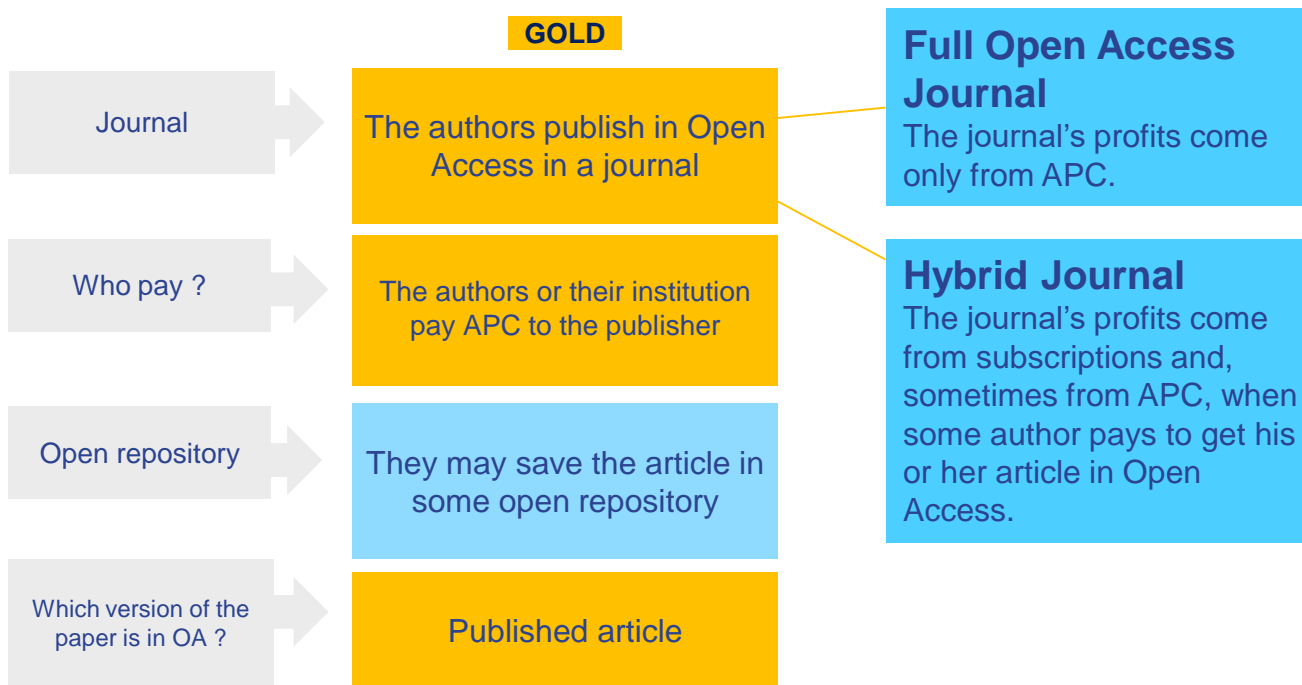 GOLD
Journal
The authors publish in Open
Access in a journal
Full Open Access
Journal
The journal's profits come
only from APC.
Who pay ?
The authors or their institution
pay APC to the publisher
Hybrid Journal
The journal's profits come
from subscriptions and,
sometimes from APC, when
some author pays to get his
or her article in Open
Access.
Open repository
They may save the article in
some open repository
Which version of the
paper is in OA ?
Published article